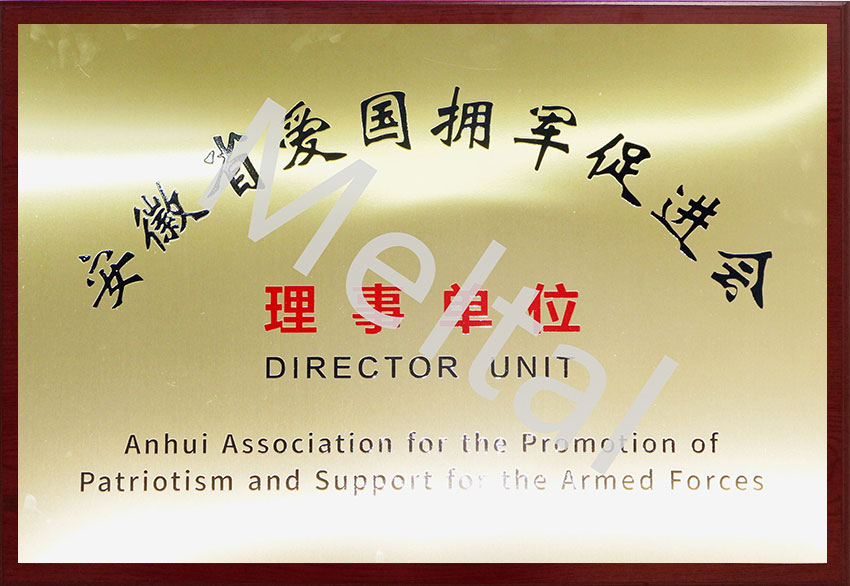 安徽省爱国拥军促进会
理事单位
DIRECTOR UNIT
Anhui Association for the Promotion of
Patriotism and Support for the Armed Forces
Meltal